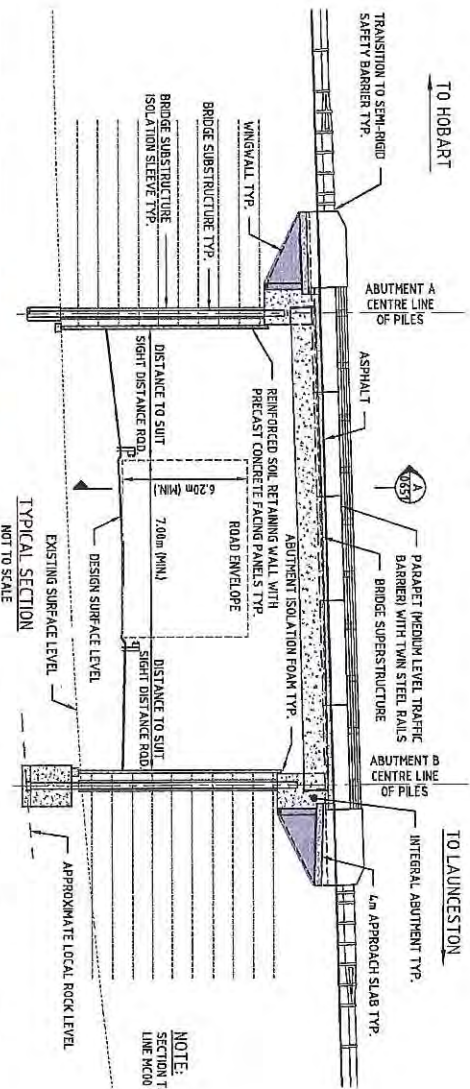 TO HOBART
TRANSITION TO SEMI-RIGID
SAFETY BARRIER TYP.
WINGWALL TYP.
BRIDGE SUBSTRUCTURE TYP.
BRIDGE SUBSTRUCTURE
ISOLATION SLEEVE TYP.
ABUTMENT A
CENTRE LINE
OF PILES
ASPHALT
A
0651
PARAPET (MEDIUM LEVEL TRAFFIC
BARRIER) WITH TWIN STEEL RAILS
BRIDGE SUPERSTRUCTURE
ABUTMENT B
CENTRE LINE
OF PILES
TO LAUNCESTON
INTEGRAL ABUTMENT TYP.
4m APPROACH SLAB TYP.
REINFORCED SOIL RETAINING WALL WITH
PRECAST CONCRETE FACING PANELS TYP.
ABUTMENT ISOLATION FOAM TYP.
ROAD ENVELOPE
6.20m (MIN.)
7.00m (MIN.)
DISTANCE TO SUIT
SIGHT DISTANCE RQD.
DISTANCE TO SUIT
SIGHT DISTANCE RQD.
DESIGN SURFACE LEVEL
EXISTING SURFACE LEVEL
APPROXIMATE LOCAL ROCK LEVEL
TYPICAL SECTION
NOT TO SCALE
NOTE:
SECTION T
LINE MC00